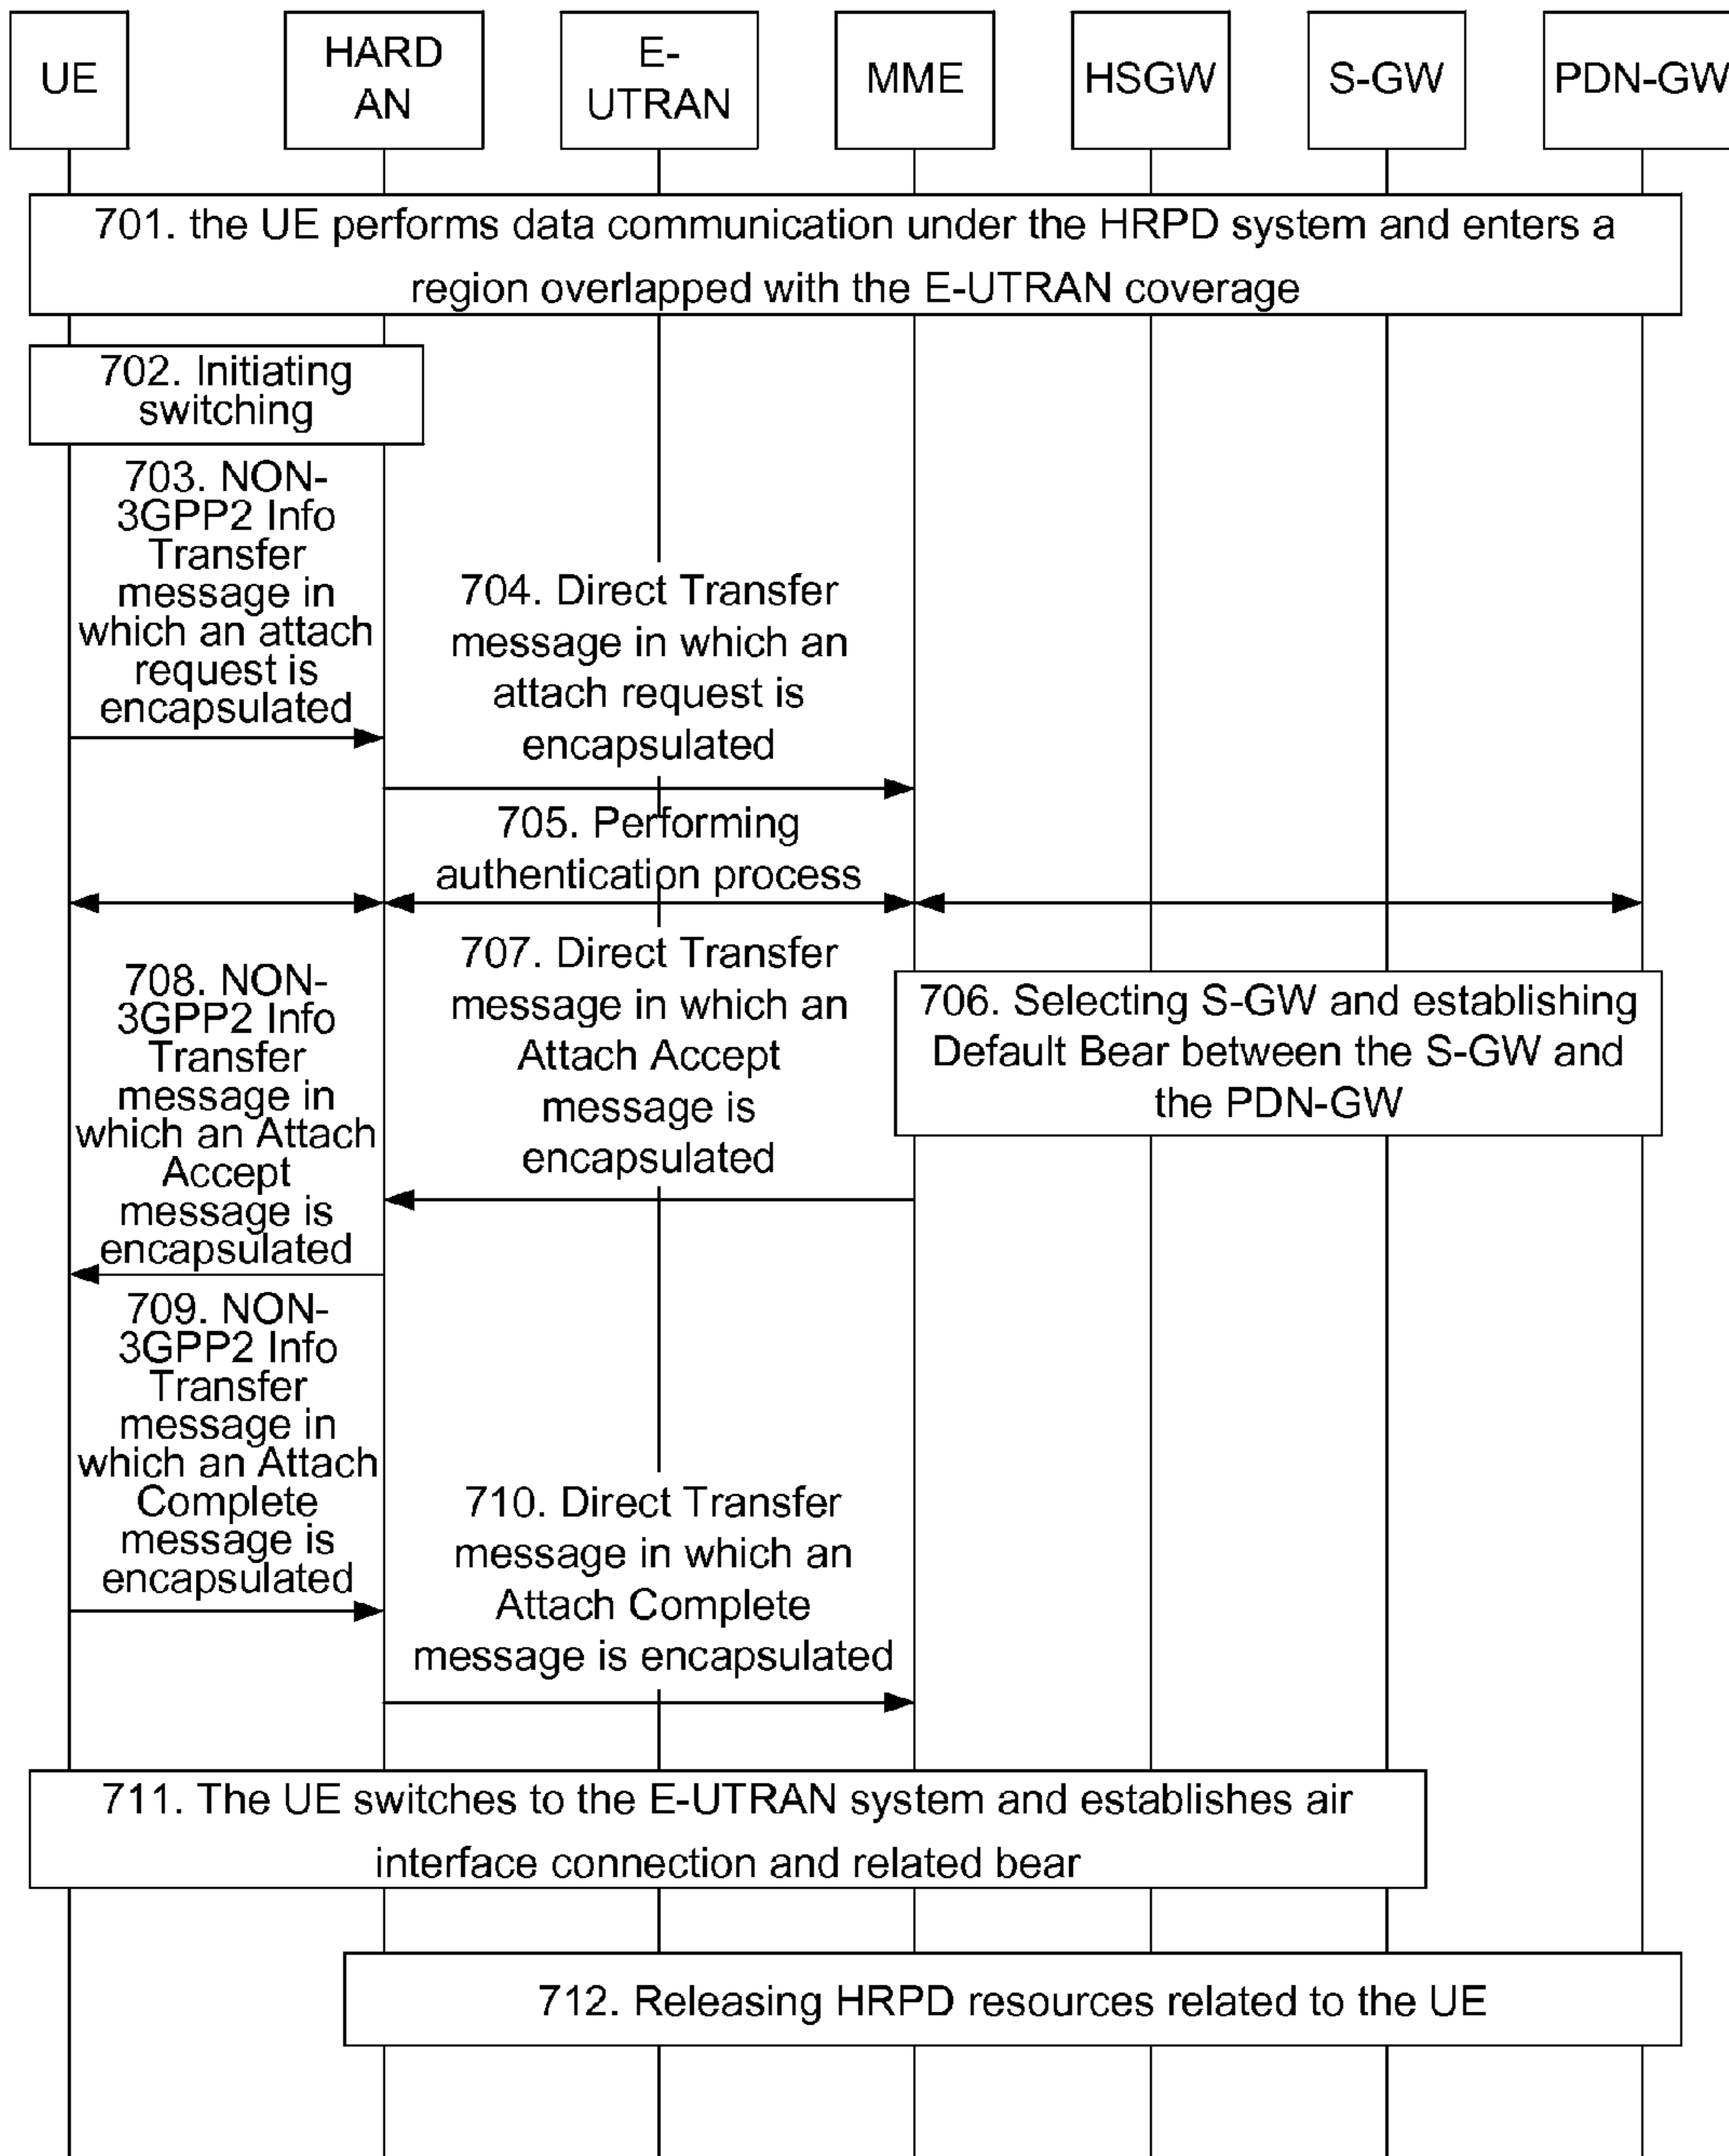 UE
HARD
AN
E-
UTRAN
MME
HSGW
S-GW
PDN-GW
701. the UE performs data communication under the HRPD system and enters a
region overlapped with the E-UTRAN coverage
702. Initiating
switching
703. NON-
3GPP2 Info
Transfer
message in
which an attach
request is
encapsulated
704. Direct Transfer
message in which an
attach request is
encapsulated
705. Performing
authentication process
706. Selecting S-GW and establishing
Default Bear between the S-GW and
the PDN-GW
707. Direct Transfer
message in which an
Attach Accept
message is
encapsulated
708. NON-
3GPP2 Info
Transfer
message in
which an Attach
Accept
message is
encapsulated
709. NON-
3GPP2 Info
Transfer
message in
which an Attach
Complete
message is
encapsulated
710. Direct Transfer
message in which an
Attach Complete
message is encapsulated
711. The UE switches to the E-UTRAN system and establishes air
interface connection and related bear
712. Releasing HRPD resources related to the UE